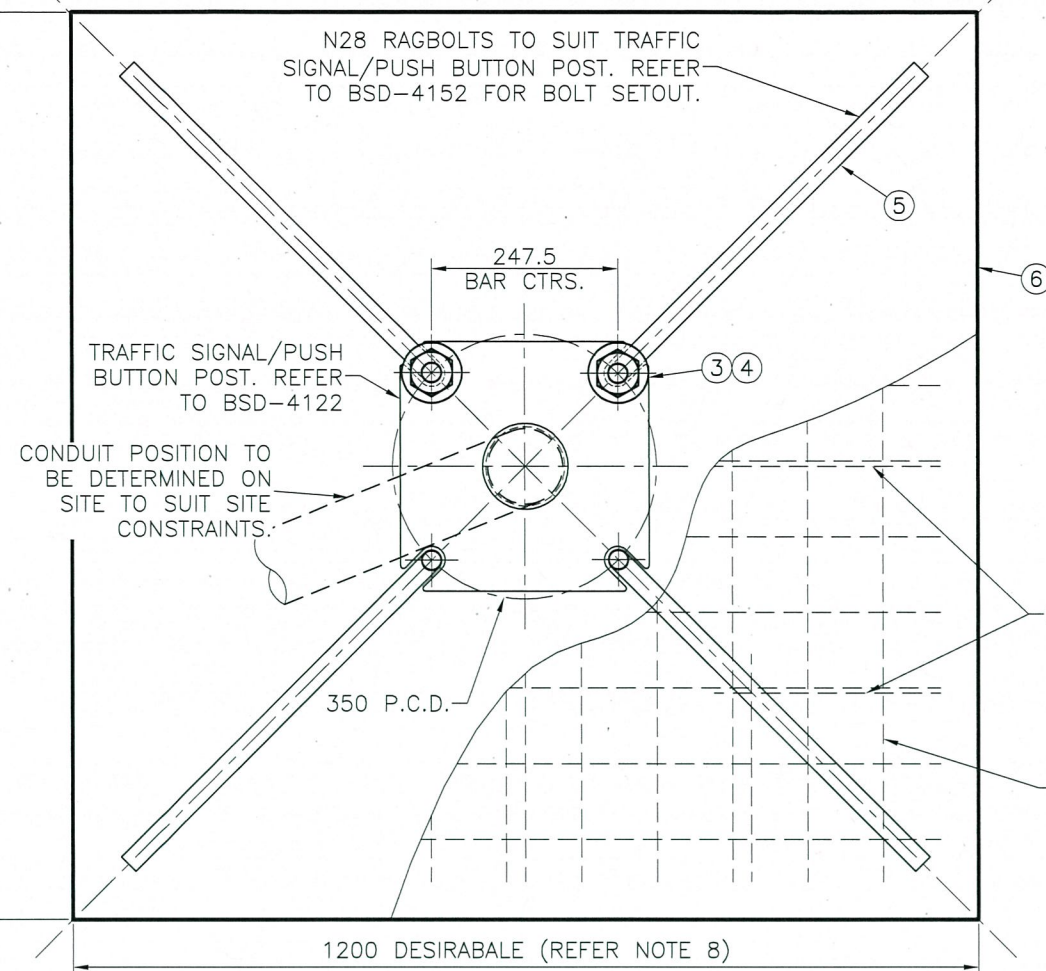 N28 RAGBOLTS TO SUIT TRAFFIC
SIGNAL/PUSH BUTTON POST. REFER
TO BSD-4152 FOR BOLT SETOUT.
5
247.5
BAR CTRS.
6
TRAFFIC SIGNAL/PUSH
BUTTON POST. REFER
TO BSD-4122
3 4
CONDUIT POSITION TO
BE DETERMINED ON
SITE TO SUIT SITE
CONSTRAINTS.
350 P.C.D.
1200 DESIRABALE (REFER NOTE 8)